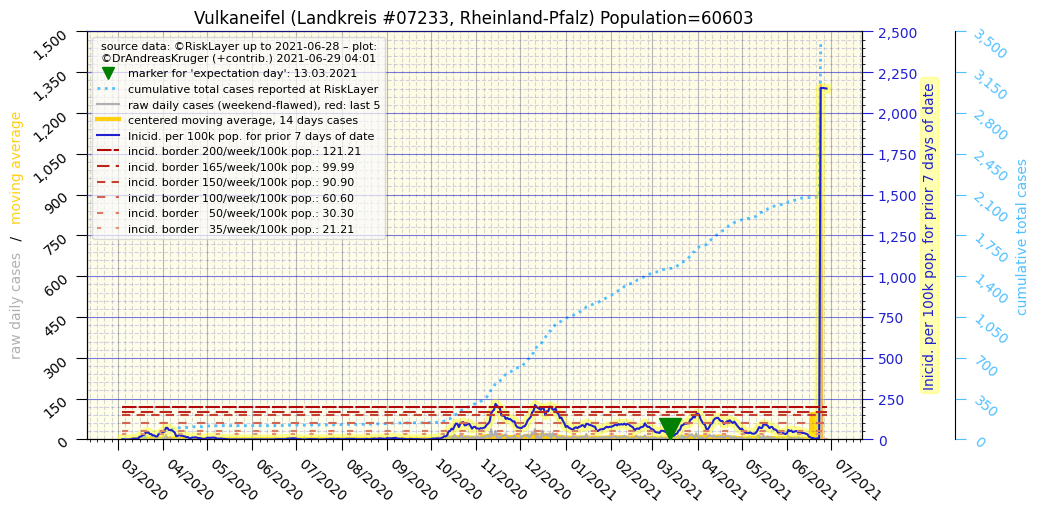 Vulkaneifel (Landkreis #07233, Rheinland-Pfalz) Population=60603
source data: ©RiskLayer up to 2021-06-28 – plot:
©DrAndreasKruger (+contrib.) 2021-06-29 04:01
marker for 'expectation day': 13.03.2021
cumulative total cases reported at RiskLayer
raw daily cases (weekend-flawed), red: last 5
centered moving average, 14 days cases
Inicid. per 100k pop. for prior 7 days of date
incid. border 200/week/100k pop.: 121.21
incid. border 165/week/100k pop.: 99.99
incid. border 150/week/100k pop.: 90.90
incid. border 100/week/100k pop.: 60.60
incid. border   50/week/100k pop.: 30.30
incid. border   35/week/100k pop.: 21.21
raw daily cases  /  moving average
1,500
1,350
1,200
1,050
900
750
600
450
300
150
0
03/2020
04/2020
05/2020
06/2020
07/2020
08/2020
09/2020
10/2020
11/2020
12/2020
01/2021
02/2021
03/2021
04/2021
05/2021
06/2021
07/2021
2,500
2,250
2,000
1,750
1,500
1,250
1,000
750
500
250
0
Inicid. per 100k pop. for prior 7 days of date
3,500
3,150
2,800
2,450
2,100
1,750
1,400
1,050
700
350
0
cumulative total cases